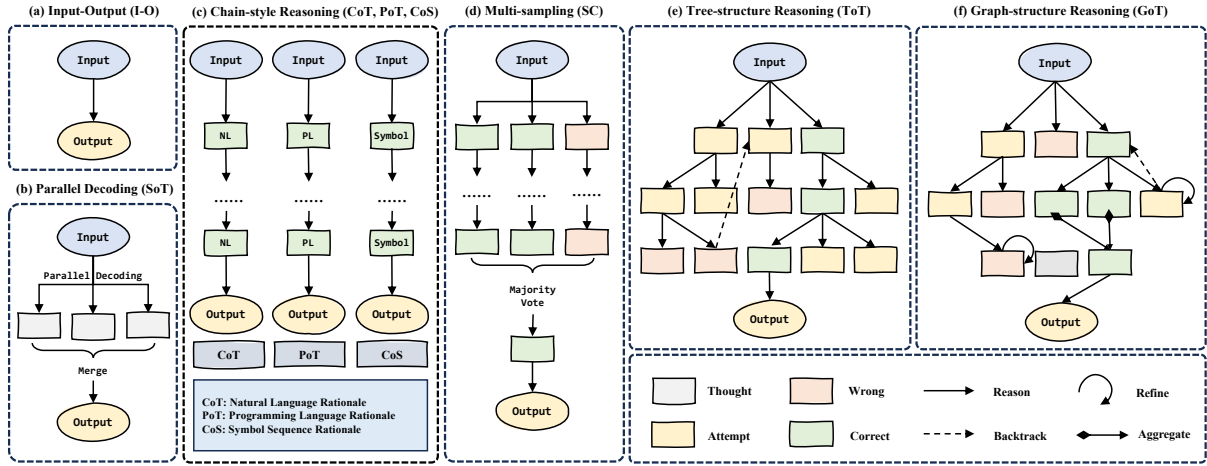 (a) Input-Output (I-O)
Input
Output
(b) Parallel Decoding (SoT)
Input
Parallel Decoding
Merge
Output
(c) Chain-style Reasoning (CoT, PoT, CoS)
Input Input Input
NL PL Symbol
...... ...... ......
NL PL Symbol
Output Output Output
CoT PoT CoS
CoT: Natural Language Rationale
PoT: Programming Language Rationale
CoS: Symbol Sequence Rationale
(d) Multi-sampling (SC)
Input
...... ...... ......
Majority
Vote
Output
(e) Tree-structure Reasoning (ToT)
Input
Output
(f) Graph-structure Reasoning (GoT)
Input
Output
Thought Wrong Reason Refine
Attempt Correct Backtrack Aggregate